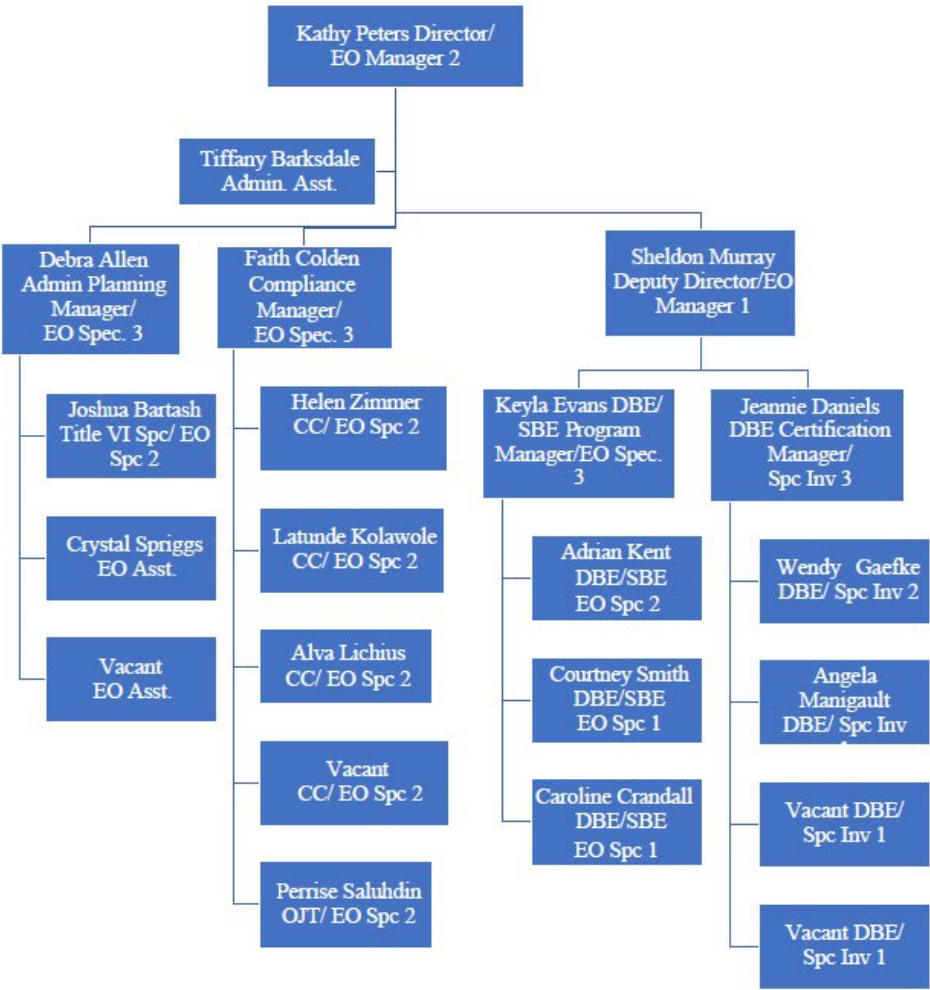 Kathy Peters Director/
EO Manager 2
Tiffany Barksdale
Admin. Asst.
Debra Allen
Admin Planning
Manager/
EO Spec. 3
Faith Colden
Compliance
Manager/
EO Spec. 3
Sheldon Murray
Deputy Director/EO
Manager 1
Joshua Bartash
Title VI Spc/ EO
Spc 2
Crystal Spriggs
EO Asst.
Vacant
EO Asst.
Helen Zimmer
CC/ EO Spc 2
Latunde Kolawole
CC/ EO Spc 2
Alva Lichius
CC/ EO Spc 2
Vacant
CC/ EO Spc 2
Perrise Saluhdin
OJT/ EO Spc 2
Keyla Evans DBE/
SBE Program
Manager/EO Spec.
3
Jeannie Daniels
DBE Certification
Manager/
Spc Inv 3
Adrian Kent
DBE/SBE
EO Spc 2
Courtney Smith
DBE/SBE
EO Spc 1
Caroline Crandall
DBE/SBE
EO Spc 1
Wendy Gaefke
DBE/ Spc Inv 2
Angela
Manigault
DBE/ Spc Inv
Vacant DBE/
Spc Inv 1
Vacant DBE/
Spc Inv 1